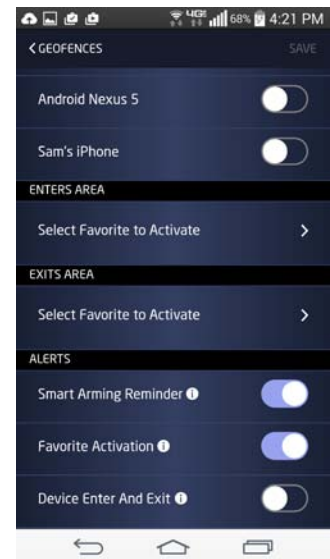 4GE 68% 4:21 PM
< GEOFENCES SAVE
Android Nexus 5
Sam's iPhone
ENTERS AREA
Select Favorite to Activate >
EXITS AREA
Select Favorite to Activate >
ALERTS
Smart Arming Reminder i
Favorite Activation i
Device Enter And Exit i